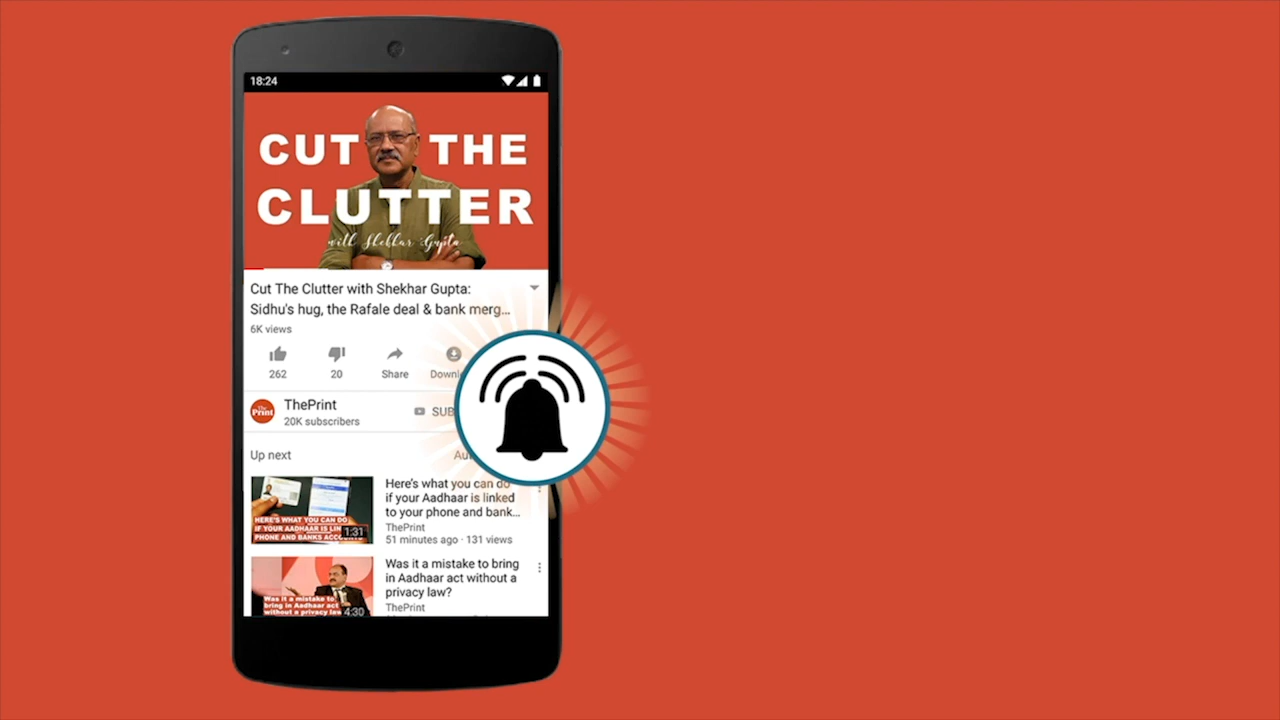 18:24
CUT THE
CLUTTER
with Shekhar Gupta
Cut The Clutter with Shekhar Gupta:
Sidhu's hug, the Rafale deal & bank merg...
6K views
262
20
Share
Downl
The
Print
ThePrint
20K subscribers
SUB
Up next
Au
HERE'S WHAT YOU CAN DO
IF YOUR AADHAAR IS LIN
PHONE AND BANKS ACCOUNTS
1:31
Here's what you can do
if your Aadhaar is linked
to your phone and bank...
ThePrint
51 minutes ago · 131 views
Was it a mistake to
bring in Aadhaar act
without a privacy law
4:30
Was it a mistake to bring
in Aadhaar act without a
privacy law?
ThePrint